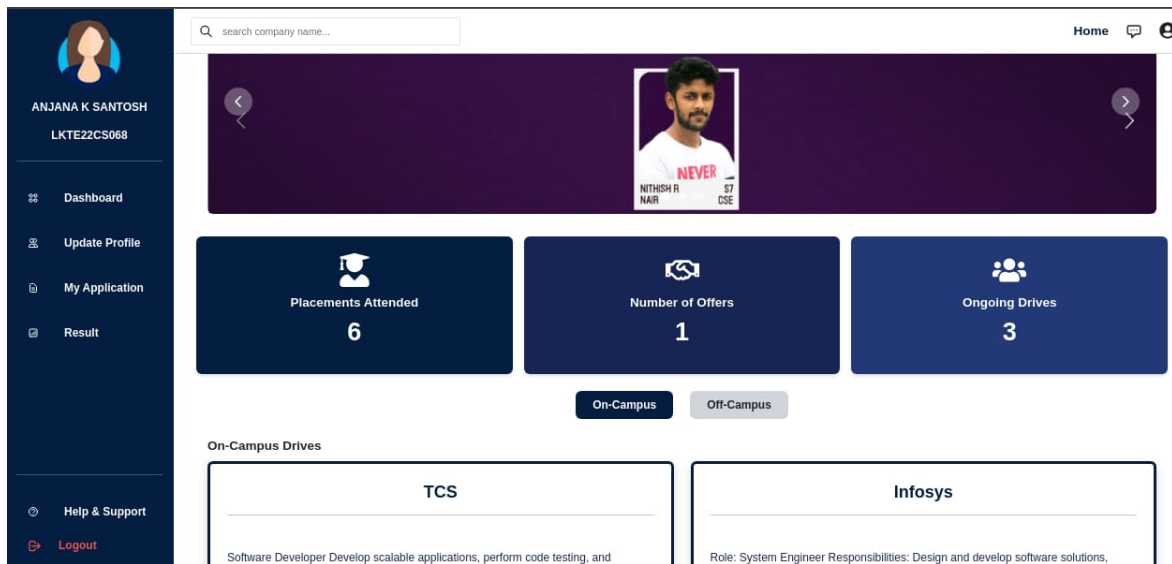 search company name...
Home
ANJANA K SANTOSH
LKTE22CS068
Dashboard
Update Profile
My Application
Result
Help & Support
Logout
NEVER
NITHISH R S7
NAIR CSE
Placements Attended
6
Number of Offers
1
Ongoing Drives
3
On-Campus
Off-Campus
On-Campus Drives
TCS
Software Developer Develop scalable applications, perform code testing, and
Infosys
Role: System Engineer Responsibilities: Design and develop software solutions,